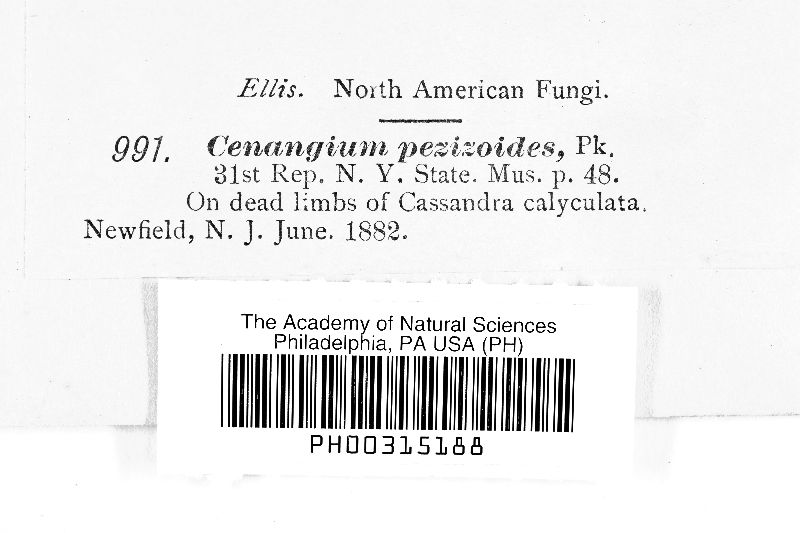 Ellis. North American Fungi.
991. Cenangium pezizoides, Pk.
31st Rep. N. Y. State. Mus. p. 48.
On dead limbs of Cassandra calyculata.
Newfield, N. J. June. 1882.
The Academy of Natural Sciences
Philadelphia, PA USA (PH)
PH00315188